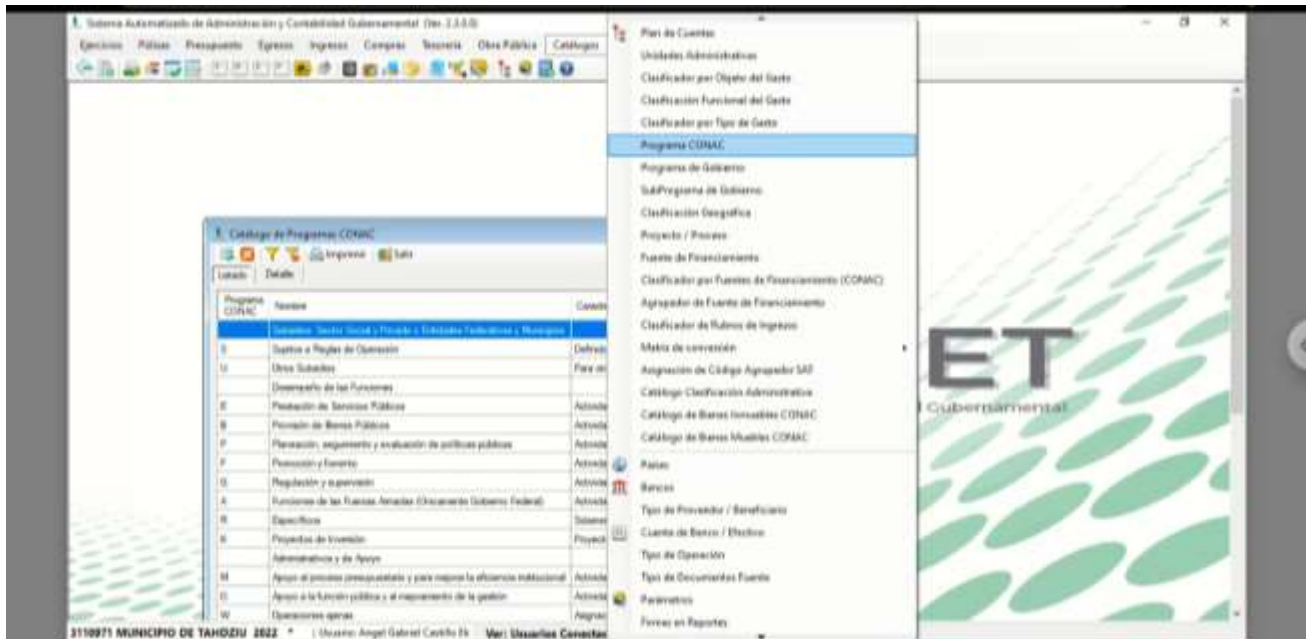 Sistema Automatizado de Administración y Contabilidad Gubernamental (Ver. 2.3.0.0)
Ejercicios Pólizas Presupuesto Egresos Ingresos Compras Tesorería Obra Pública Catálogos
Plan de Cuentas
Unidades Administrativas
Clasificador por Objeto del Gasto
Clasificación Funcional del Gasto
Clasificador por Tipo de Gasto
Programa CONAC
Programa de Gobierno
SubPrograma de Gobierno
Clasificación Geográfica
Proyecto / Proceso
Fuente de Financiamiento
Clasificador por Fuentes de Financiamiento (CONAC)
Agrupador de Fuente de Financiamiento
Clasificador de Rubros de Ingresos
Matriz de conversión
Asignación de Código Agrupador SAT
Catálogo Clasificación Administrativa
Catálogo de Bienes Inmuebles CONAC
Catálogo de Bienes Muebles CONAC
Países
Bancos
Tipo de Proveedor / Beneficiario
Cuenta de Banco / Efectivo
Tipo de Operación
Tipo de Documentos Fuente
Parámetros
Firmas en Reportes
Catálogo de Programas CONAC
Imprimir Salir
Listado Detalle
Programa CONAC Nombre
Subsidios: Sector Social y Privado o Entidades Federativas y Municipios
S Sujetos a Reglas de Operación
U Otros Subsidios
Desempeño de las Funciones
E Prestación de Servicios Públicos
B Provisión de Bienes Públicos
P Planeación, seguimiento y evaluación de políticas públicas
F Promoción y fomento
G Regulación y supervisión
A Funciones de las Fuerzas Armadas (Únicamente Gobierno Federal)
R Específicos
K Proyectos de Inversión
Administrativos y de Apoyo
M Apoyo al proceso presupuestario y para mejorar la eficiencia institucional
O Apoyo a la función pública y al mejoramiento de la gestión
W Operaciones ajenas
ET
Gubernamental
3110971 MUNICIPIO DE TAHDZIU 2022 * | Usuario: Angel Gabriel Castillo Ek Ver: Usuarios Conectas